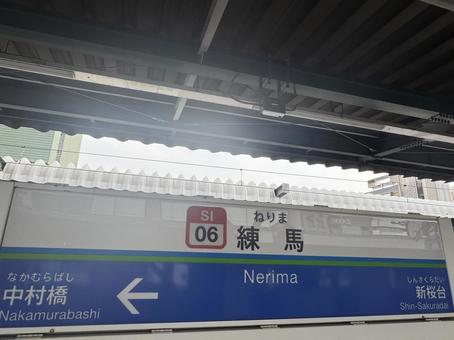 SI
06
ねりま
練馬
Nerima
なかむらばし
中村橋
Nakamurabashi
しんさくらだい
新桜台
Shin-Sakuradai